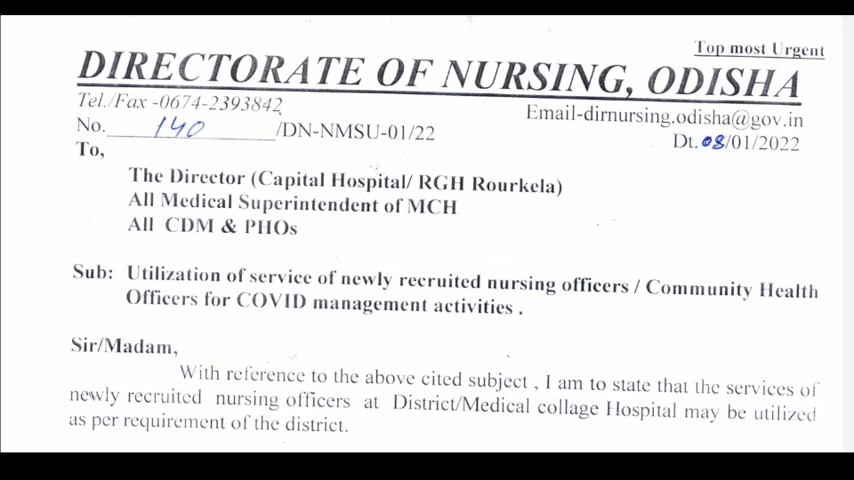 Top most Urgent
DIRECTORATE OF NURSING, ODISHA
Tel./Fax -0674-2393842
Email-dirnursing.odisha@gov.in
No. 140 /DN-NMSU-01/22
Dt. 08/01/2022
To,
The Director (Capital Hospital/ RGH Rourkela)
All Medical Superintendent of MCH
All CDM & PHOs
Sub: Utilization of service of newly recruited nursing officers / Community Health
Officers for COVID management activities .
Sir/Madam,
With reference to the above cited subject , I am to state that the services of
newly recruited nursing officers at District/Medical collage Hospital may be utilized
as per requirement of the district.